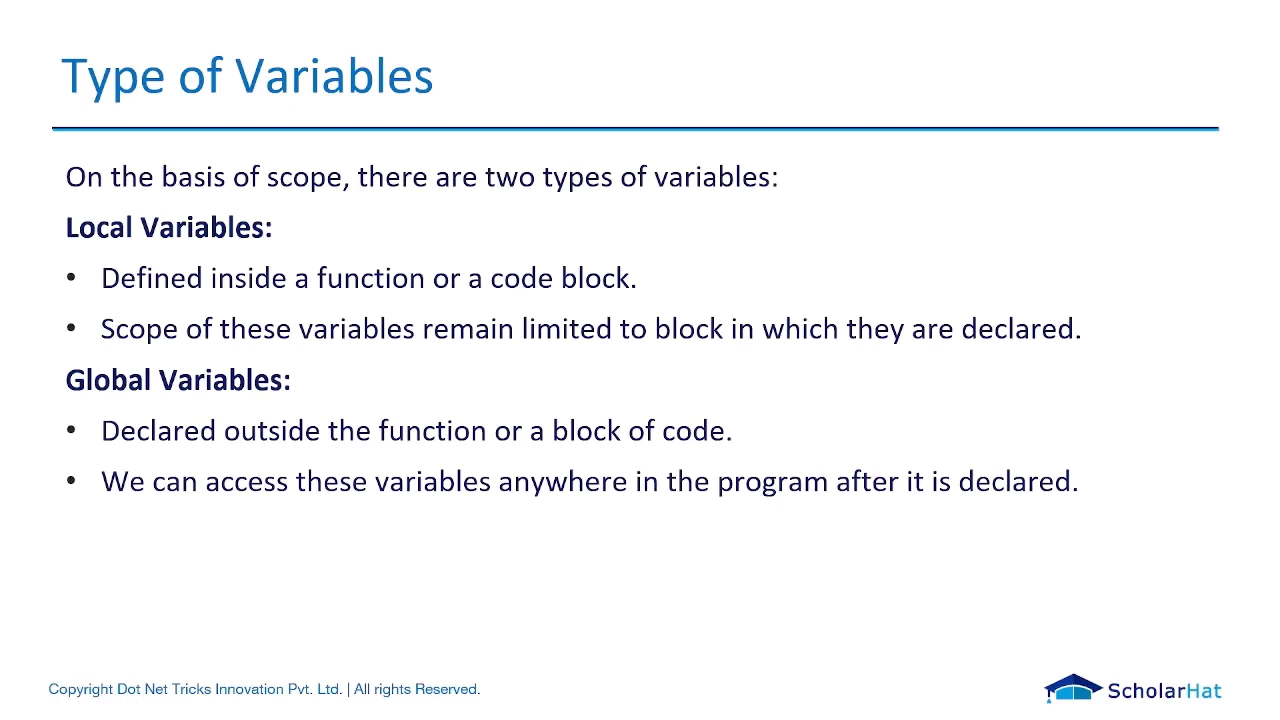 Type of Variables
On the basis of scope, there are two types of variables:
Local Variables:
• Defined inside a function or a code block.
• Scope of these variables remain limited to block in which they are declared.
Global Variables:
• Declared outside the function or a block of code.
• We can access these variables anywhere in the program after it is declared.
Copyright Dot Net Tricks Innovation Pvt. Ltd. | All rights Reserved.
ScholarHat